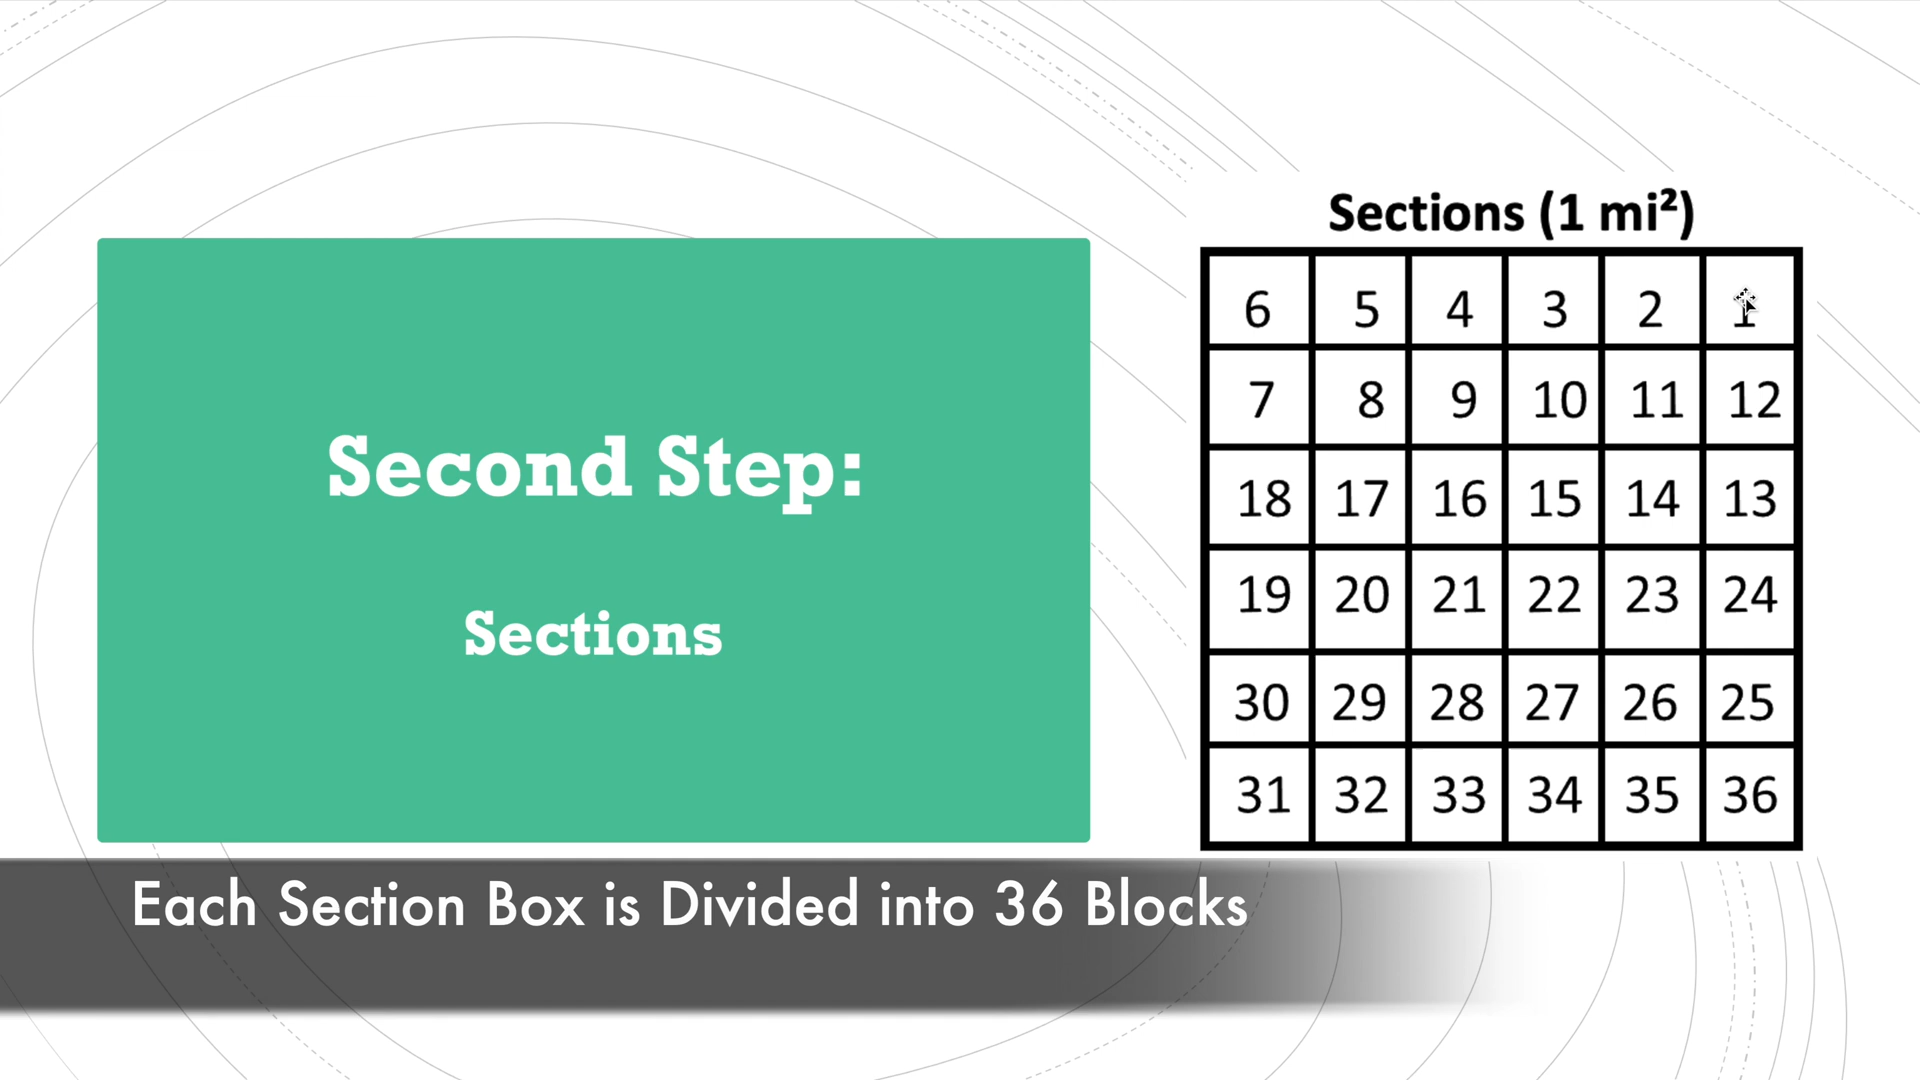 Second Step:
Sections
Sections (1 mi²)
6 5 4 3 2 1
7 8 9 10 11 12
18 17 16 15 14 13
19 20 21 22 23 24
30 29 28 27 26 25
31 32 33 34 35 36
Each Section Box is Divided into 36 Blocks